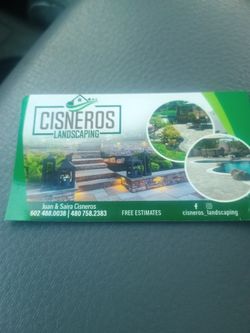 CISNEROS
LANDSCAPING
Juan & Saira Cisneros
602 488.0038 | 480 758.2383
FREE ESTIMATES
cisneros_landscaping